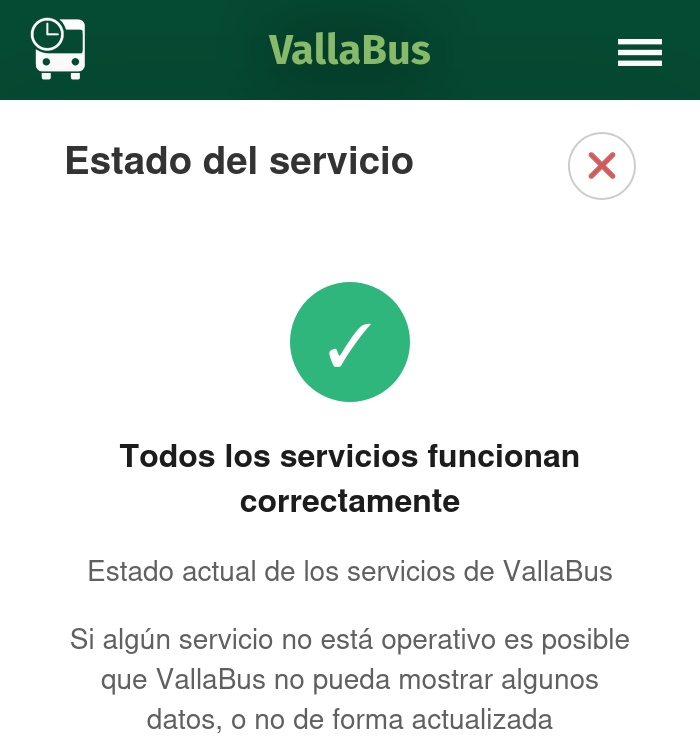 VallaBus
Estado del servicio
Todos los servicios funcionan
correctamente
Estado actual de los servicios de VallaBus
Si algún servicio no está operativo es posible
que VallaBus no pueda mostrar algunos
datos, o no de forma actualizada